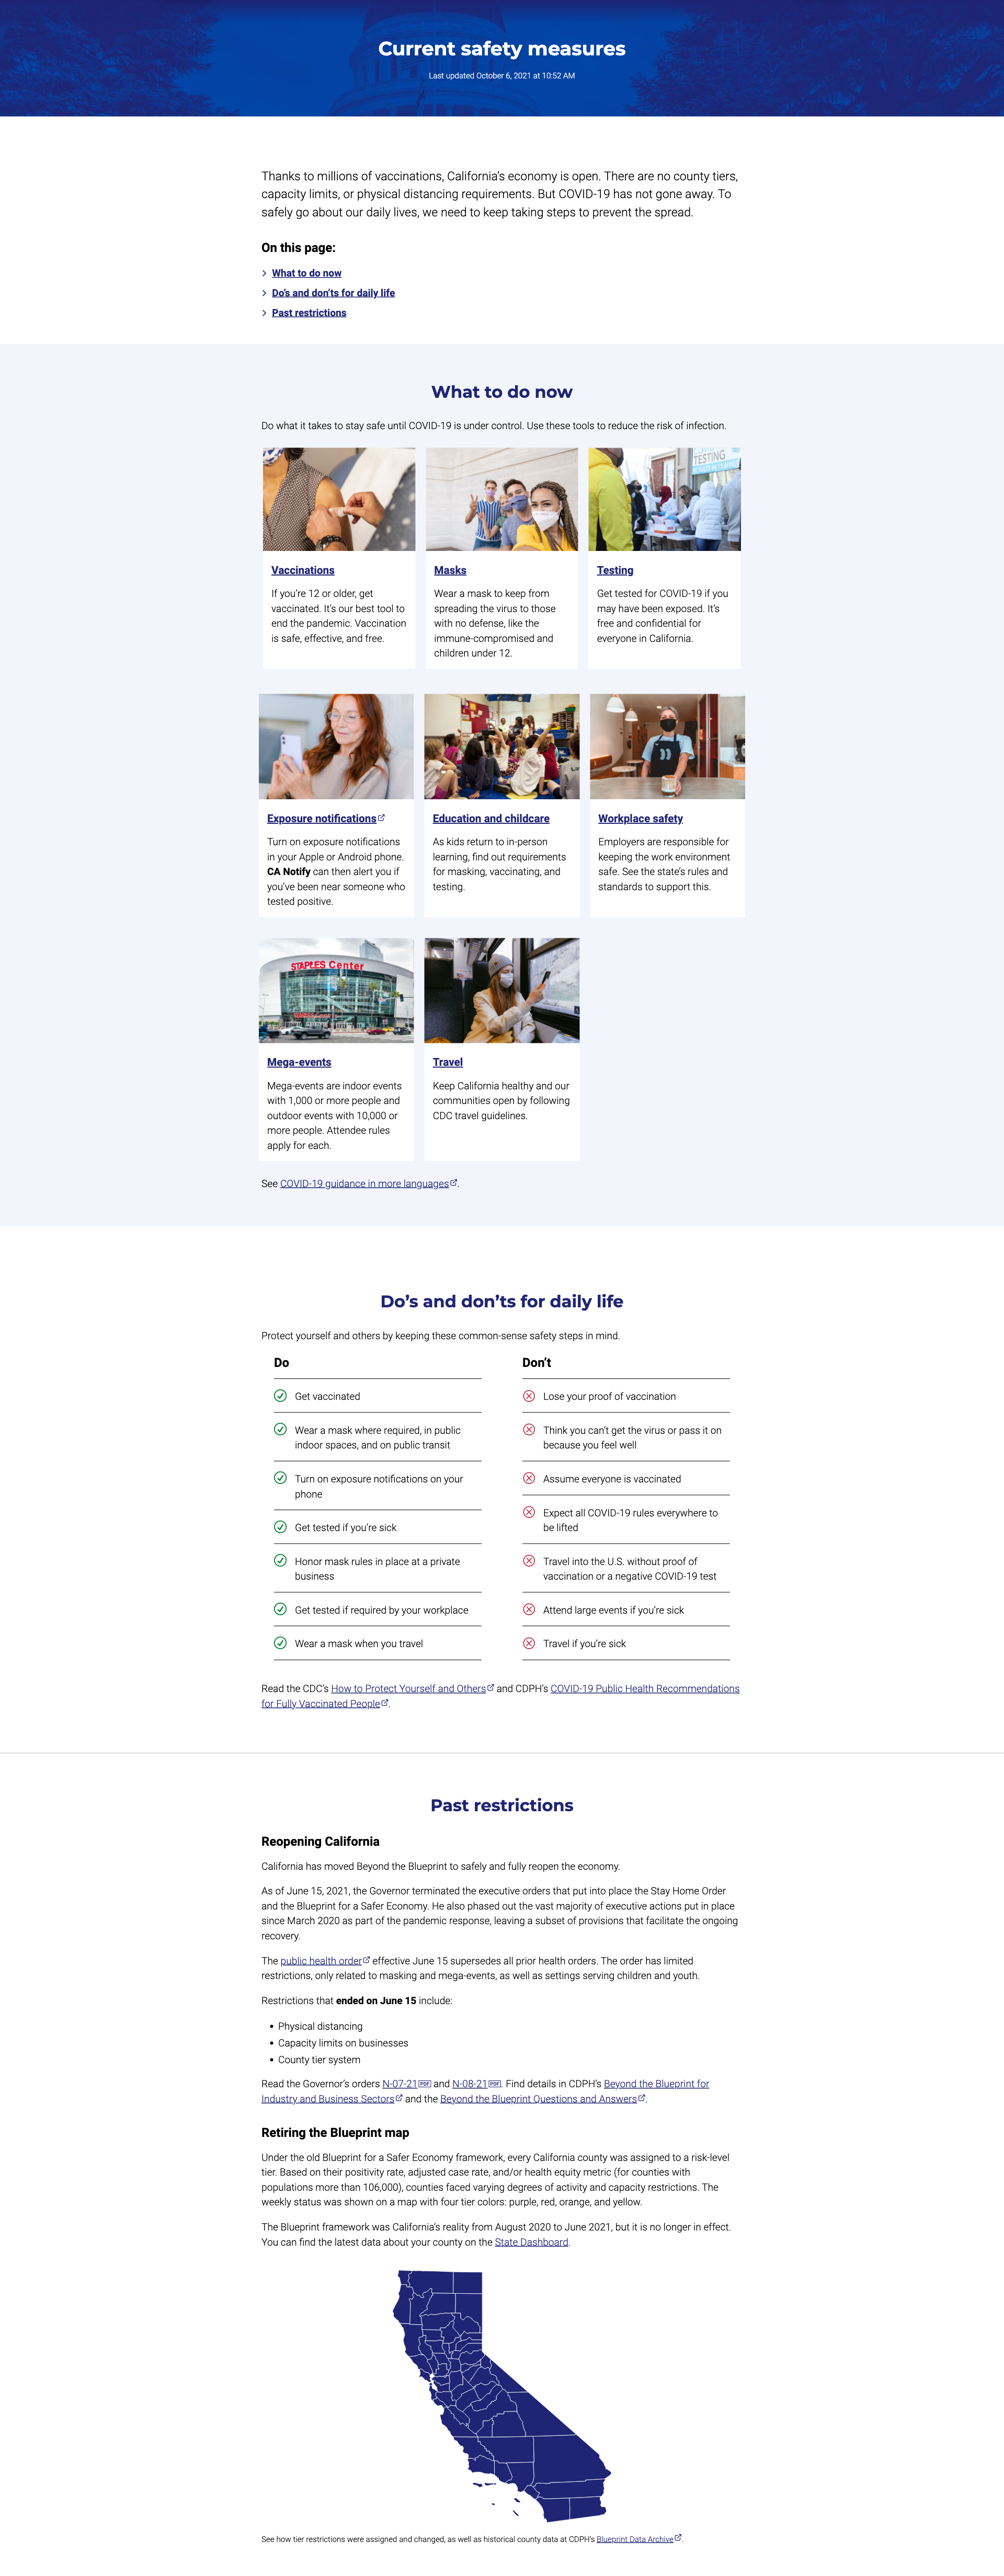 Current safety measures
Last updated October 6, 2021 at 10:52 AM
Thanks to millions of vaccinations, California’s economy is open. There are no county tiers,
capacity limits, or physical distancing requirements. But COVID-19 has not gone away. To
safely go about our daily lives, we need to keep taking steps to prevent the spread.
On this page:
What to do now
Do’s and don’ts for daily life
Past restrictions
What to do now
Do what it takes to stay safe until COVID-19 is under control. Use these tools to reduce the risk of infection.
TESTING
Vaccinations
If you’re 12 or older, get
vaccinated. It’s our best tool to
end the pandemic. Vaccination
is safe, effective, and free.
Masks
Wear a mask to keep from
spreading the virus to those
with no defense, like the
immune-compromised and
children under 12.
Testing
Get tested for COVID-19 if you
may have been exposed. It’s
free and confidential for
everyone in California.
Exposure notifications
Turn on exposure notifications
in your Apple or Android phone.
CA Notify can then alert you if
you’ve been near someone who
tested positive.
Education and childcare
As kids return to in-person
learning, find out requirements
for masking, vaccinating, and
testing.
Workplace safety
Employers are responsible for
keeping the work environment
safe. See the state’s rules and
standards to support this.
STAPLES Center
Mega-events
Mega-events are indoor events
with 1,000 or more people and
outdoor events with 10,000 or
more people. Attendee rules
apply for each.
Travel
Keep California healthy and our
communities open by following
CDC travel guidelines.
See COVID-19 guidance in more languages.
Do’s and don’ts for daily life
Protect yourself and others by keeping these common-sense safety steps in mind.
Do
Get vaccinated
Wear a mask where required, in public
indoor spaces, and on public transit
Turn on exposure notifications on your
phone
Get tested if you’re sick
Honor mask rules in place at a private
business
Get tested if required by your workplace
Wear a mask when you travel
Don’t
Lose your proof of vaccination
Think you can’t get the virus or pass it on
because you feel well
Assume everyone is vaccinated
Expect all COVID-19 rules everywhere to
be lifted
Travel into the U.S. without proof of
vaccination or a negative COVID-19 test
Attend large events if you’re sick
Travel if you’re sick
Read the CDC’s How to Protect Yourself and Others and CDPH’s COVID-19 Public Health Recommendations
for Fully Vaccinated People.
Past restrictions
Reopening California
California has moved Beyond the Blueprint to safely and fully reopen the economy.
As of June 15, 2021, the Governor terminated the executive orders that put into place the Stay Home Order
and the Blueprint for a Safer Economy. He also phased out the vast majority of executive actions put in place
since March 2020 as part of the pandemic response, leaving a subset of provisions that facilitate the ongoing
recovery.
The public health order effective June 15 supersedes all prior health orders. The order has limited
restrictions, only related to masking and mega-events, as well as settings serving children and youth.
Restrictions that ended on June 15 include:
• Physical distancing
• Capacity limits on businesses
• County tier system
Read the Governor’s orders N-07-21 PDF and N-08-21 PDF. Find details in CDPH’s Beyond the Blueprint for
Industry and Business Sectors and the Beyond the Blueprint Questions and Answers.
Retiring the Blueprint map
Under the old Blueprint for a Safer Economy framework, every California county was assigned to a risk-level
tier. Based on their positivity rate, adjusted case rate, and/or health equity metric (for counties with
populations more than 106,000), counties faced varying degrees of activity and capacity restrictions. The
weekly status was shown on a map with four tier colors: purple, red, orange, and yellow.
The Blueprint framework was California’s reality from August 2020 to June 2021, but it is no longer in effect.
You can find the latest data about your county on the State Dashboard.
See how tier restrictions were assigned and changed, as well as historical county data at CDPH’s Blueprint Data Archive.